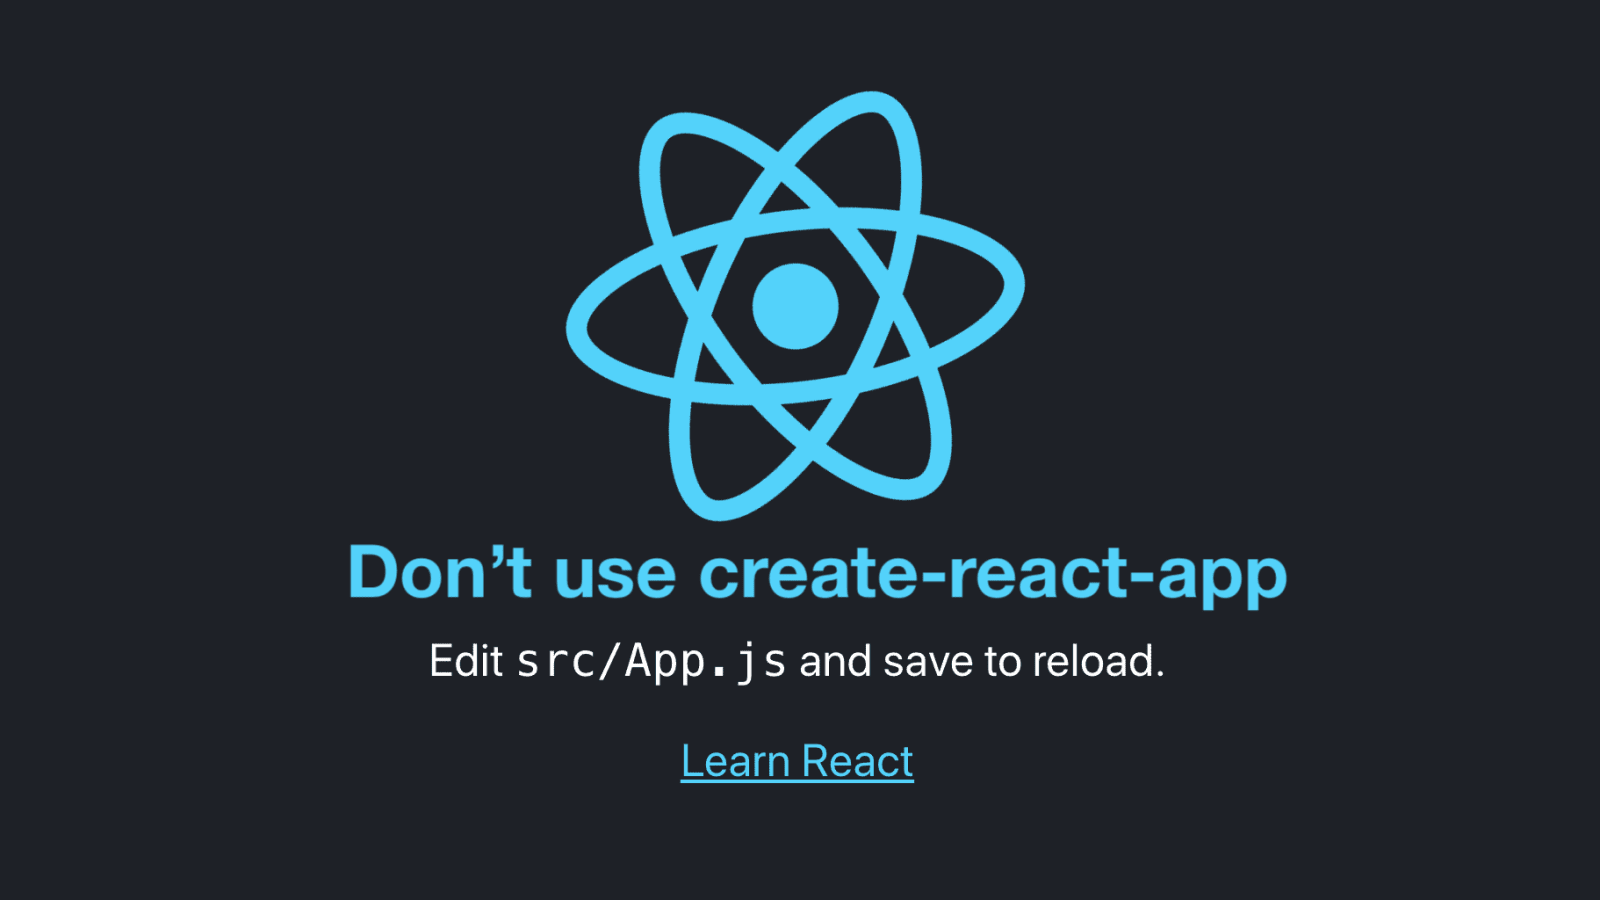 Don’t use create-react-app
Edit src/App.js and save to reload.
Learn React